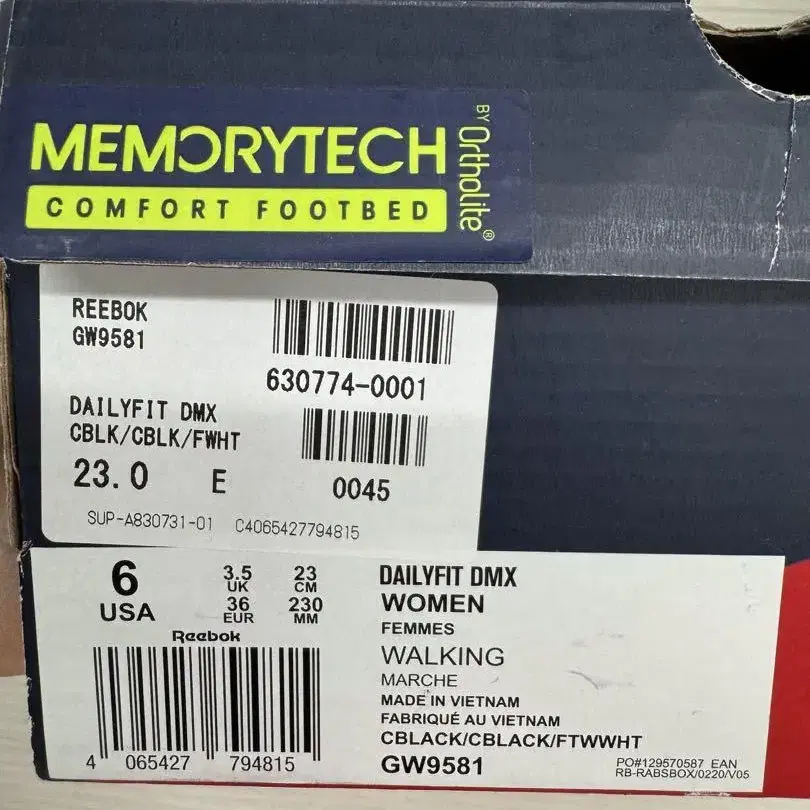 MEMORYTECH
BY Ortholite®
COMFORT FOOTBED
REEBOK
GW9581
630774-0001
DAILYFIT DMX
CBLK/CBLK/FWHT
23.0 E
0045
SUP-A830731-01 C4065427794815
6
USA
3.5 23
UK CM
36 230
EUR MM
Reebok
4 065427 794815
DAILYFIT DMX
WOMEN
FEMMES
WALKING
MARCHE
MADE IN VIETNAM
FABRIQUÉ AU VIETNAM
CBLACK/CBLACK/FTWWHT
GW9581
PO#129570587 EAN
RB-RABSBOX/0220/V05